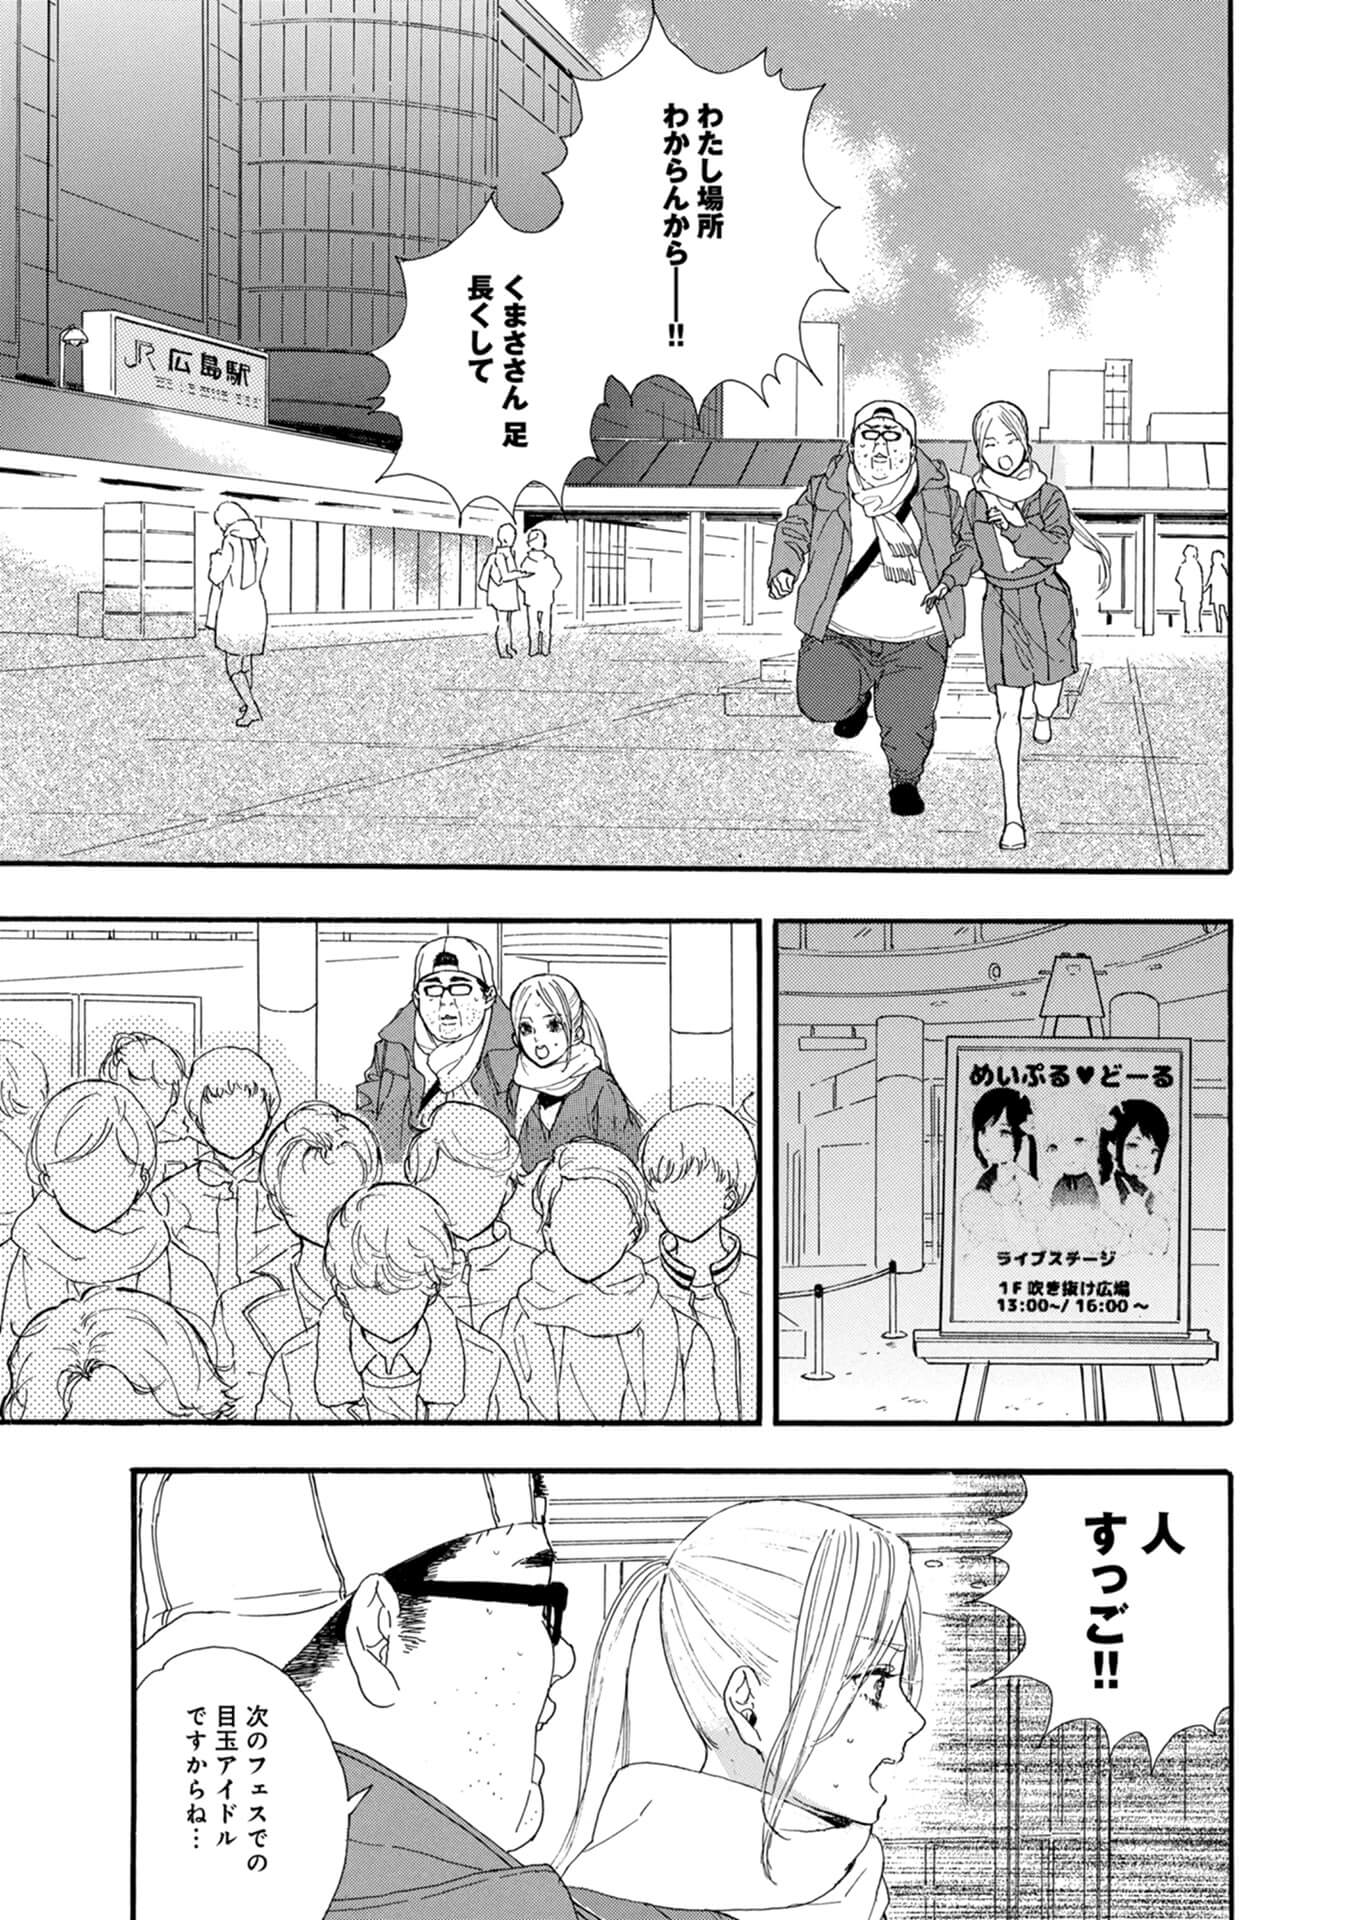 わたし場所
わからんから――!!
くまささん 足
長くして
JR 広島駅
めいぷる♥どーる
ライブステージ
1F 吹き抜け広場
13:00~/16:00~
人
すっご!!
次のフェスでの
目玉アイドル
ですからね…